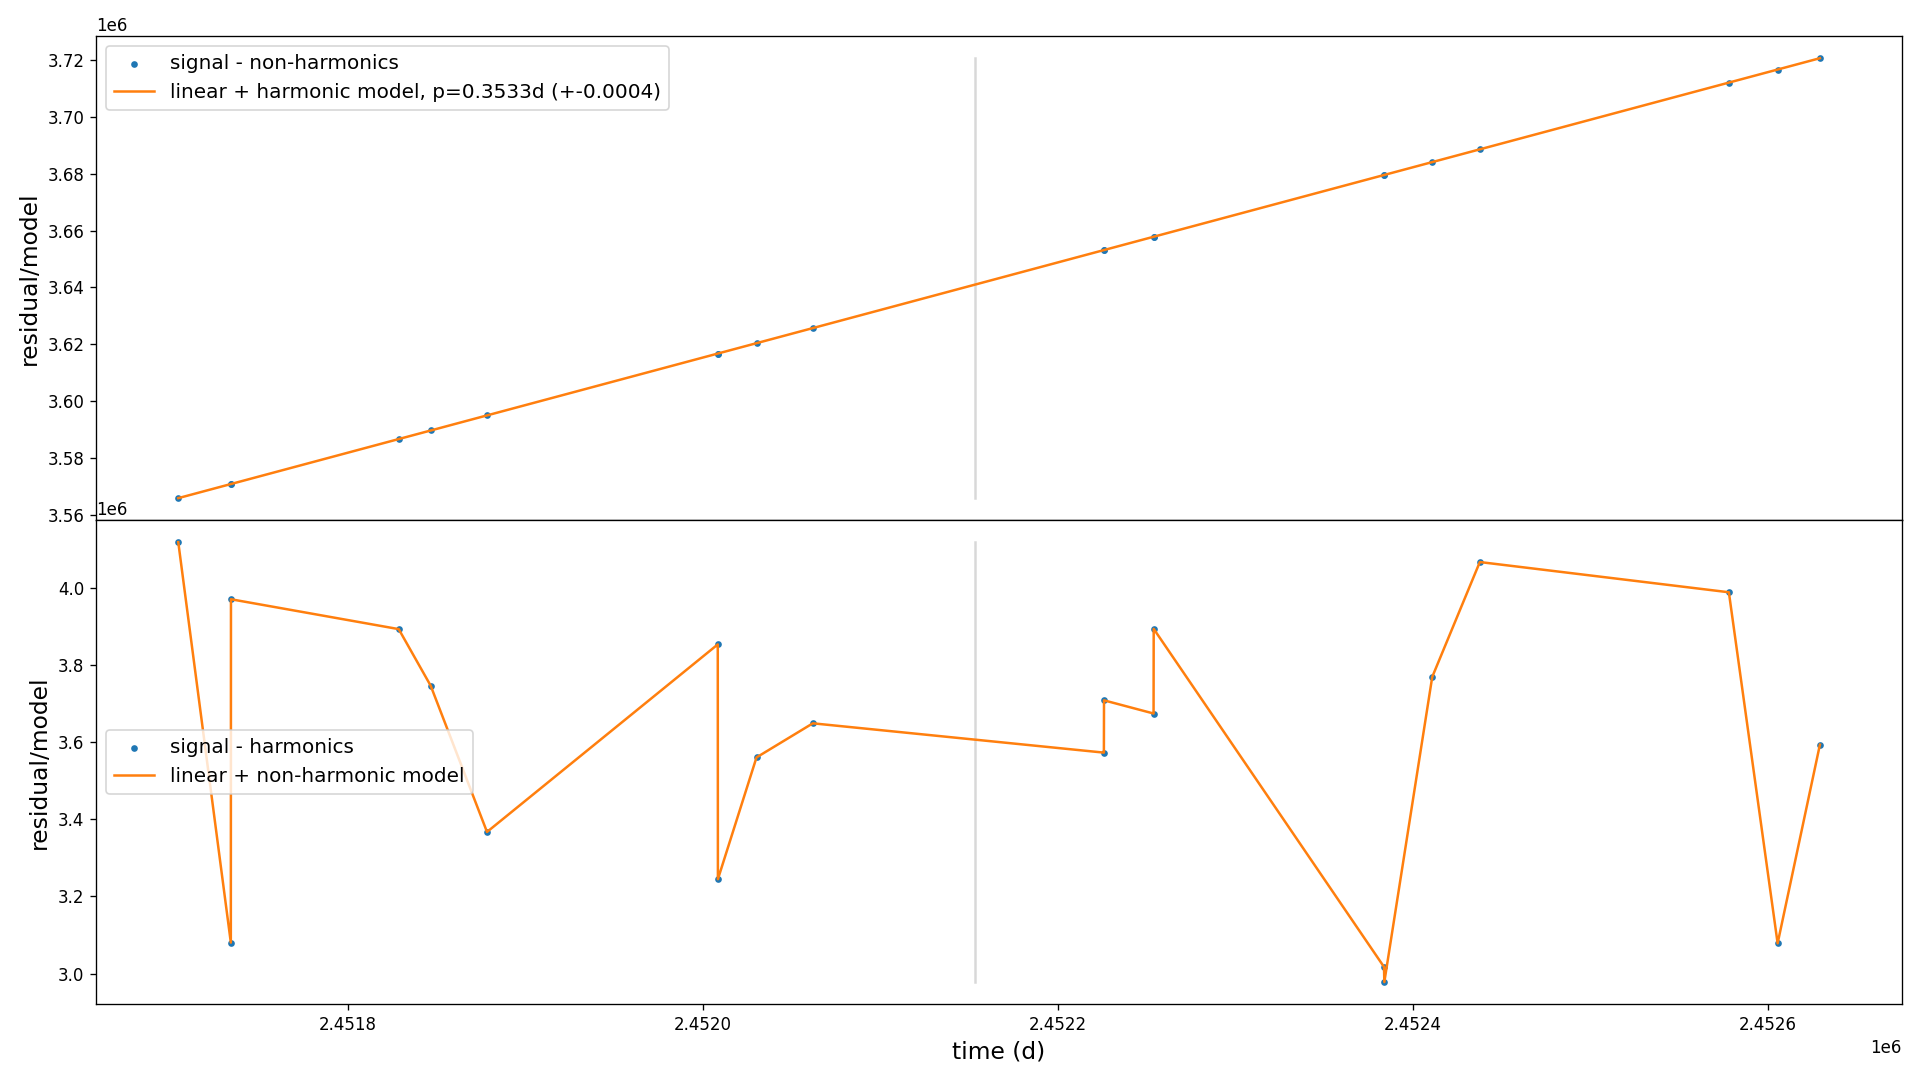 1e6
3.72
3.70
3.68
3.66
3.64
3.62
3.60
3.58
3.56
residual/model
signal - non-harmonics
linear + harmonic model, p=0.3533d (+-0.0004)
1e6
4.0
3.8
3.6
3.4
3.2
3.0
residual/model
signal - harmonics
linear + non-harmonic model
2.4518
2.4520
2.4522
2.4524
2.4526
1e6
time (d)